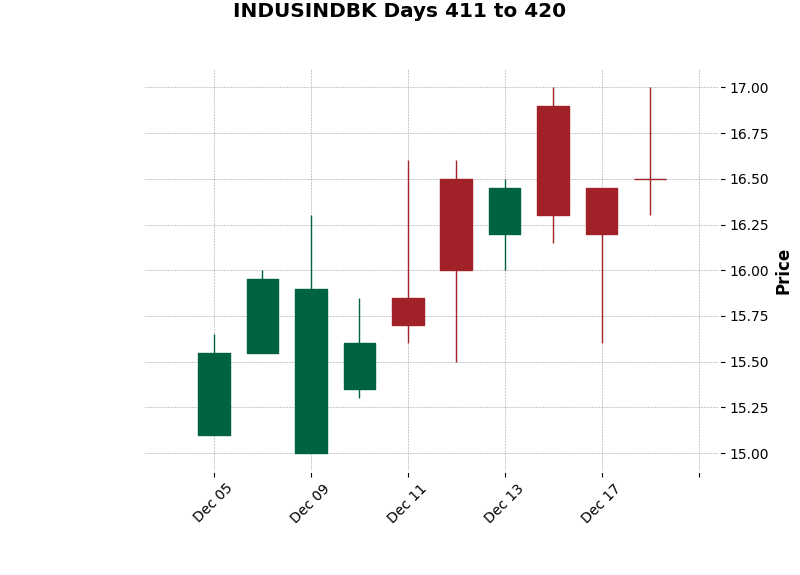 INDUSINDBK Days 411 to 420
17.00
16.75
16.50
16.25
16.00
15.75
15.50
15.25
15.00
Price
Dec 05
Dec 09
Dec 11
Dec 13
Dec 17